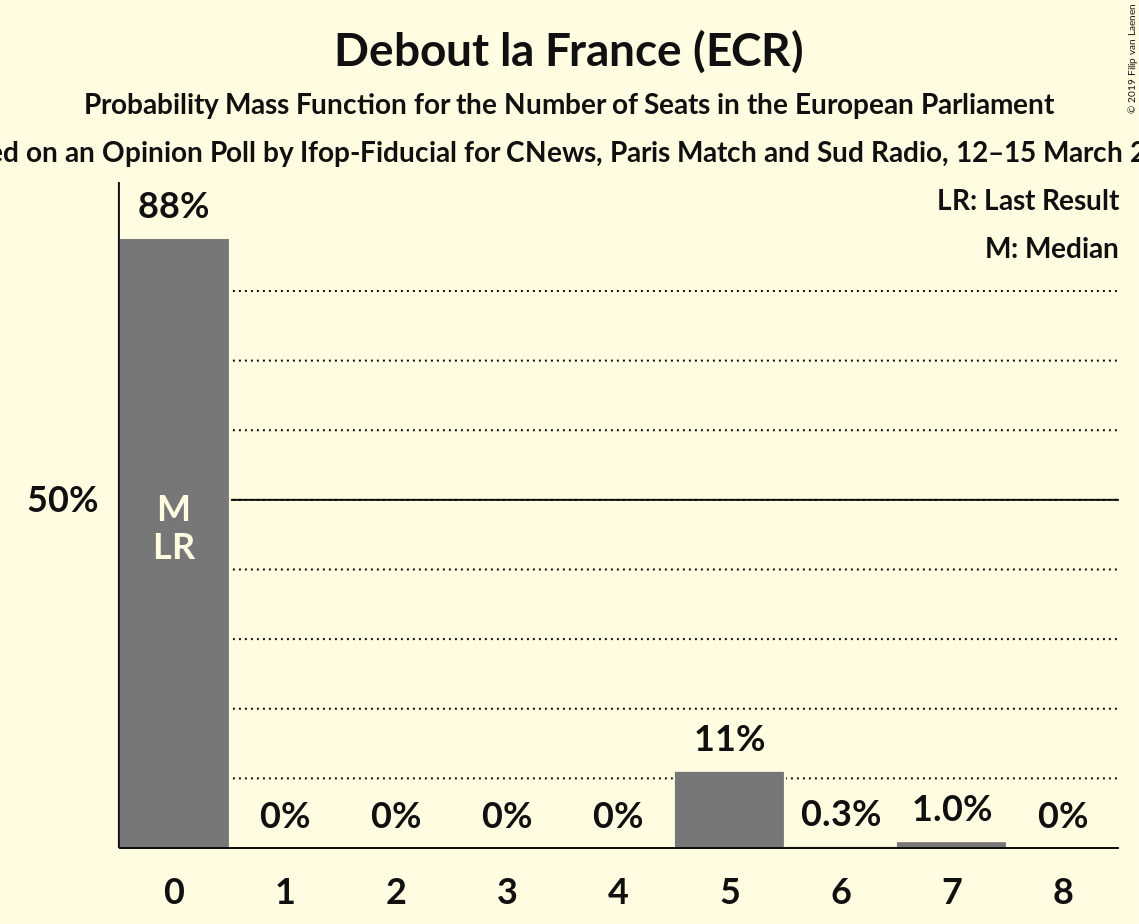 Debout la France (ECR)
Probability Mass Function for the Number of Seats in the European Parliament
on an Opinion Poll by Ifop-Fiducial for CNews, Paris Match and Sud Radio, 12–15 March
© 2019 Filip van Laenen
LR: Last Result
M: Median
88%
50%
M
LR
11%
0%
0%
0%
0%
0.3%
1.0%
0%
0
1
2
3
4
5
6
7
8